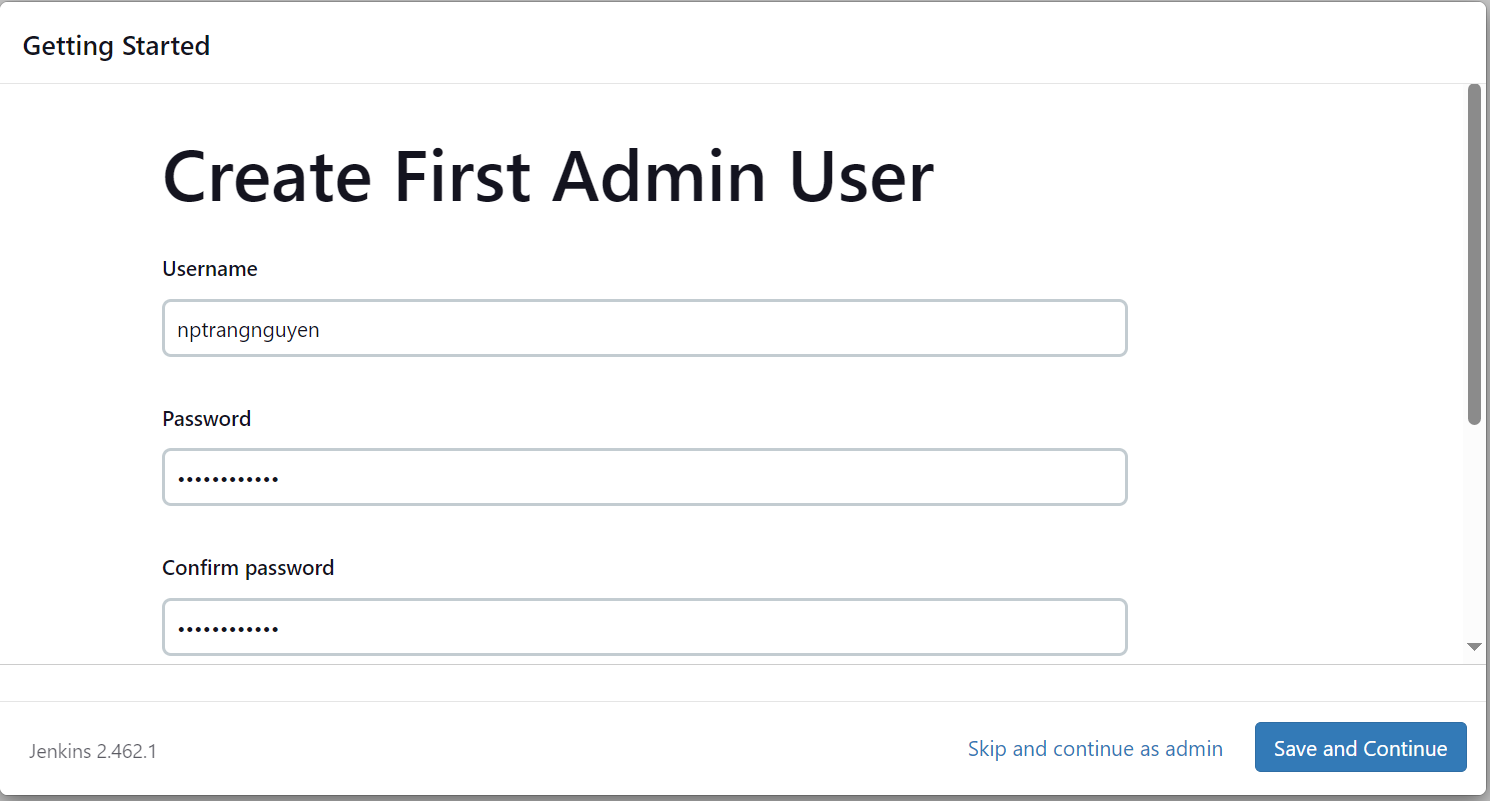 Getting Started
Create First Admin User
Username
nptrangnguyen
Password
••••••••••••
Confirm password
••••••••••••
Jenkins 2.462.1
Skip and continue as admin
Save and Continue